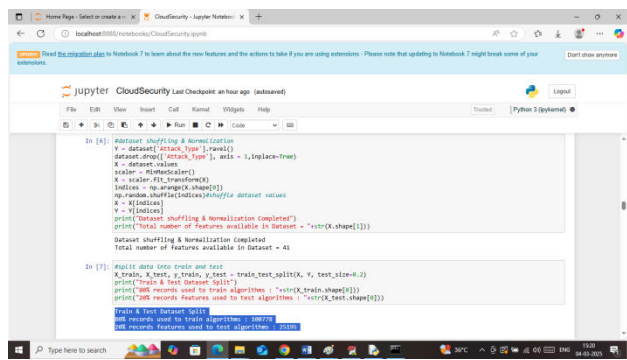 Home Page - Select or create a n
CloudSecurity - Jupyter Notebook
localhost:8888/notebooks/CloudSecurity.ipynb
UPDATE Read the migration plan to Notebook 7 to learn about the new features and the actions to take if you are using extensions - Please note that updating to Notebook 7 might break some of your extensions.
Don't show anymore
jupyter CloudSecurity Last Checkpoint: an hour ago (autosaved)
Logout
File Edit View Insert Cell Kernel Widgets Help
Trusted
Python 3 (ipykernel)
Run
Code
In [6]: #dataset shuffling & Normalization
Y = dataset['Attack_Type'].ravel()
dataset.drop(['Attack_Type'], axis = 1,inplace=True)
X = dataset.values
scaler = MinMaxScaler()
X = scaler.fit_transform(X)
indices = np.arange(X.shape[0])
np.random.shuffle(indices)#shuffle dataset values
X = X[indices]
Y = Y[indices]
print("Dataset shuffling & Normalization Completed")
print("Total number of features available in Dataset = "+str(X.shape[1]))
Dataset shuffling & Normalization Completed
Total number of features available in Dataset = 41
In [7]: #split data into train and test
X_train, X_test, y_train, y_test = train_test_split(X, Y, test_size=0.2)
print("Train & Test Dataset Split")
print("80% records used to train algorithms : "+str(X_train.shape[0]))
print("20% records features used to test algorithms : "+str(X_test.shape[0]))
Train & Test Dataset Split
80% records used to train algorithms : 100778
20% records features used to test algorithms : 25195
Type here to search
36°C
ENG
15:20
04-03-2025